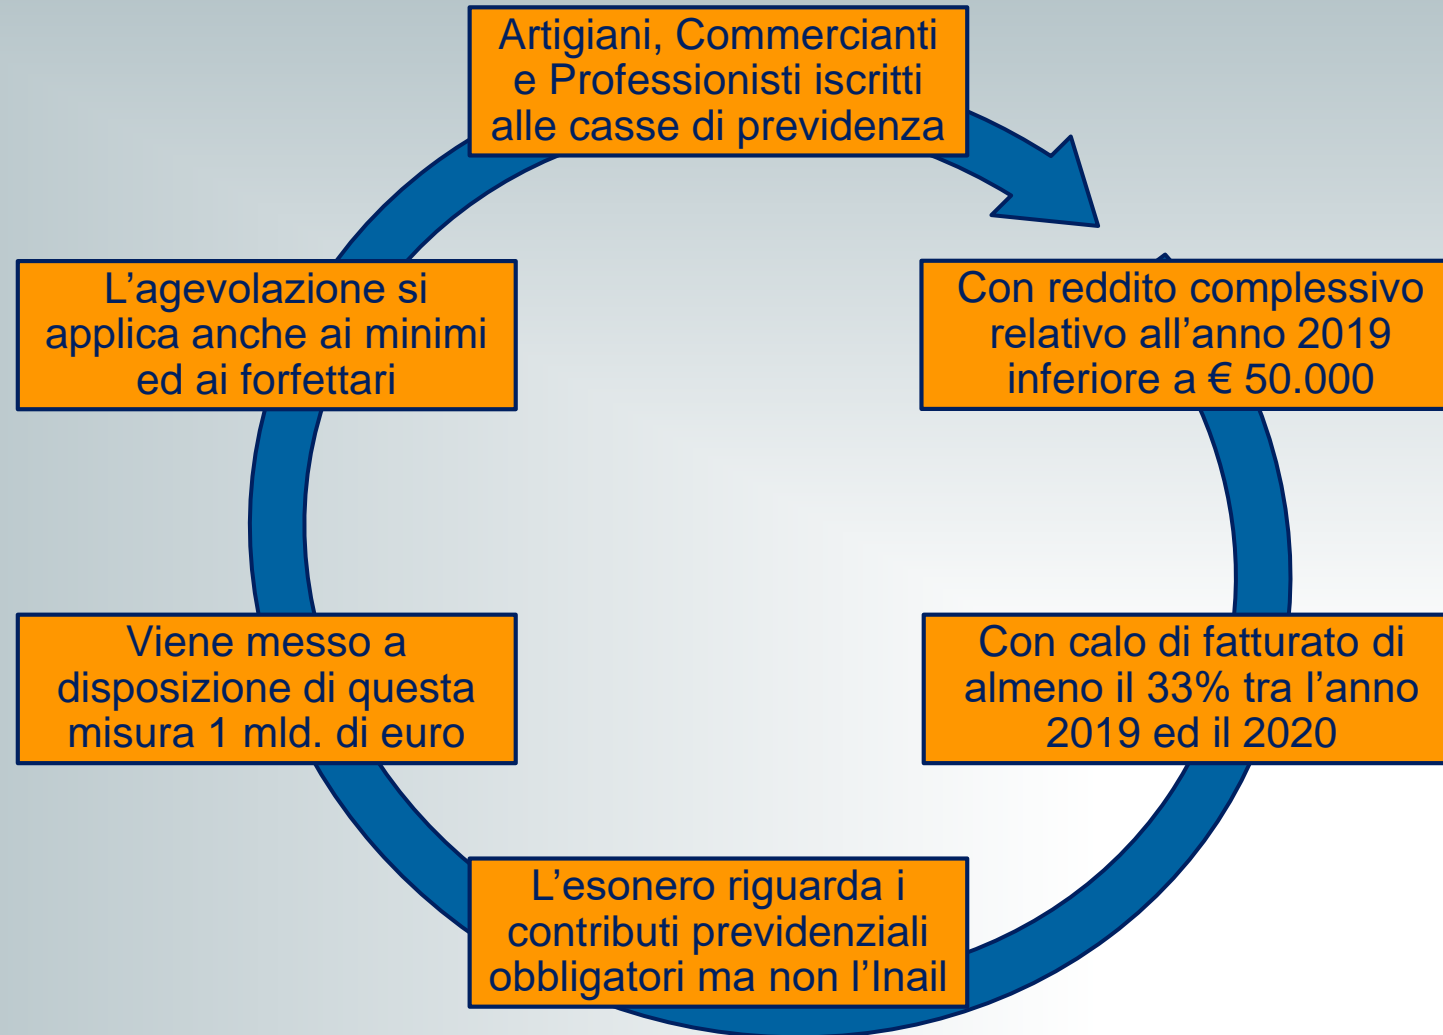 Artigiani, Commercianti
e Professionisti iscritti
alle casse di previdenza
Con reddito complessivo
relativo all’anno 2019
inferiore a € 50.000
Con calo di fatturato di
almeno il 33% tra l’anno
2019 ed il 2020
L’esonero riguarda i
contributi previdenziali
obbligatori ma non l’Inail
Viene messo a
disposizione di questa
misura 1 mld. di euro
L’agevolazione si
applica anche ai minimi
ed ai forfettari